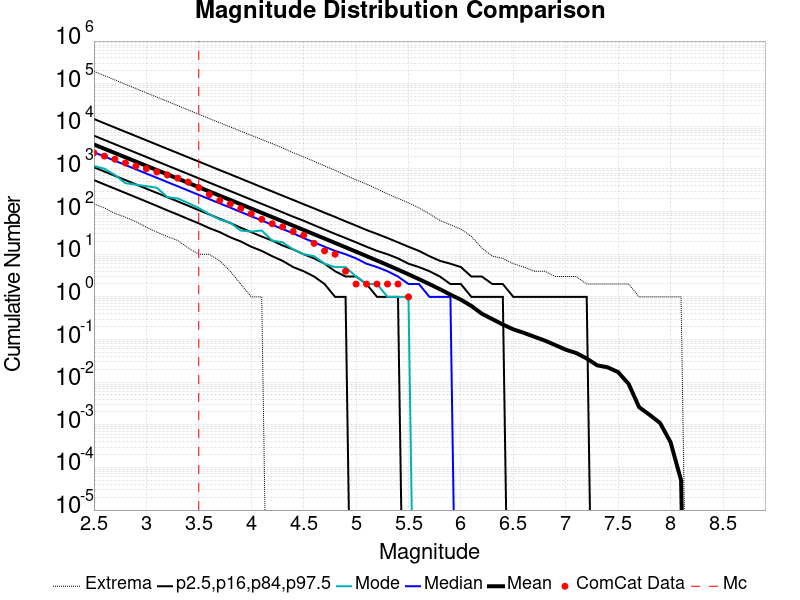 Magnitude Distribution Comparison
10^6
10^5
10^4
10^3
10^2
10^1
10^0
10^-1
10^-2
10^-3
10^-4
10^-5
Cumulative Number
2.5 3 3.5 4 4.5 5 5.5 6 6.5 7 7.5 8 8.5
Magnitude
Extrema p2.5,p16,p84,p97.5 Mode Median Mean ComCat Data Mc